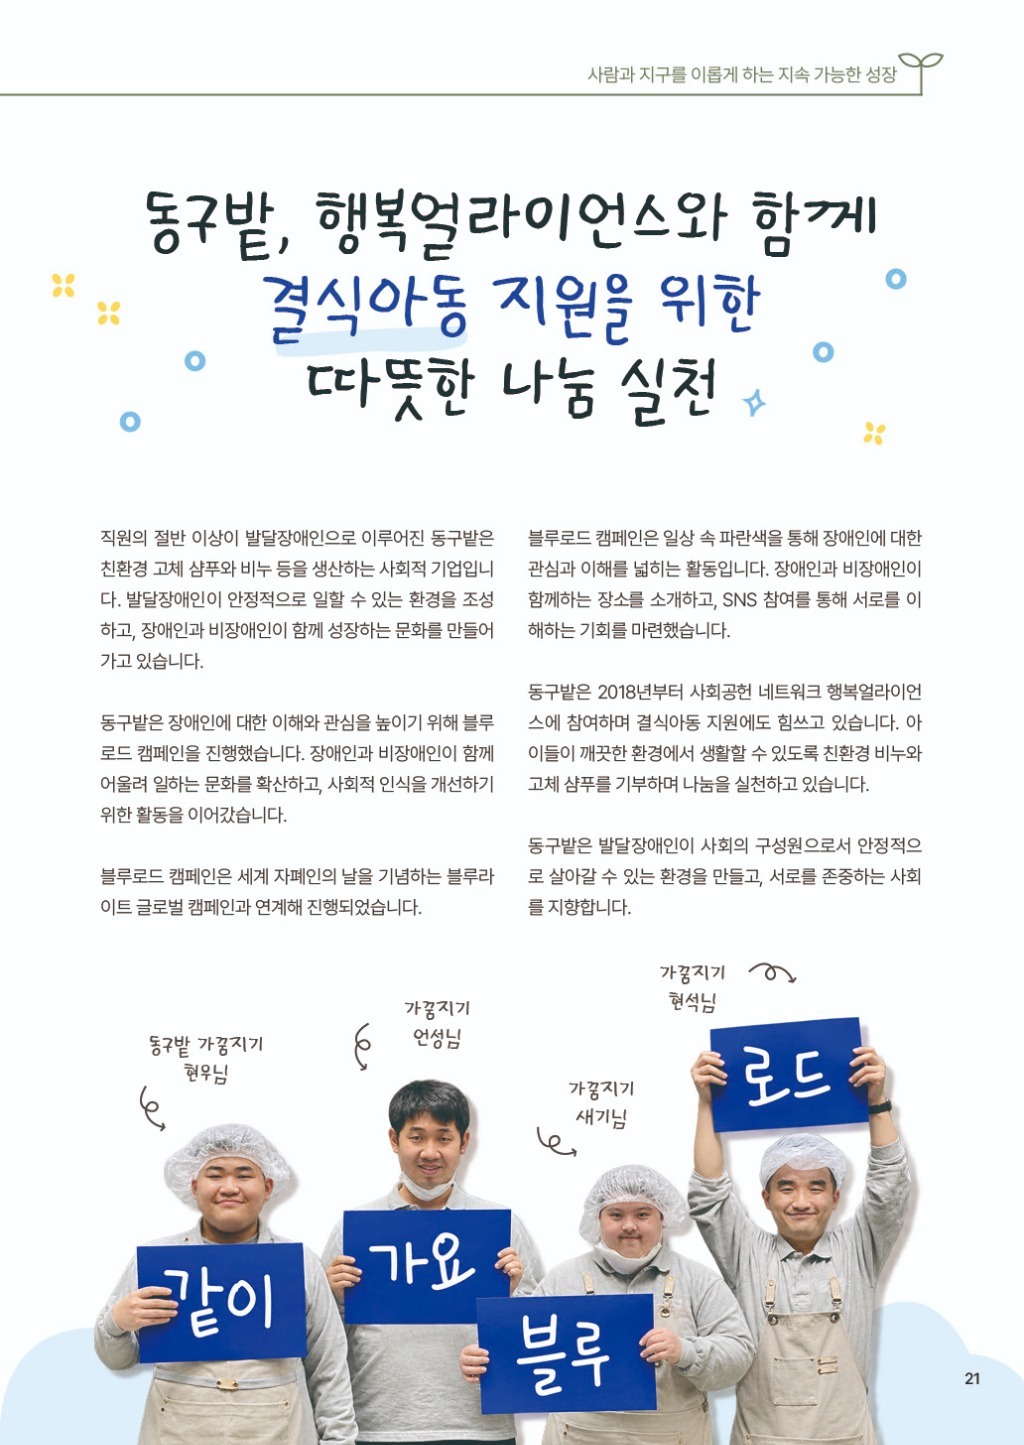 사람과 지구를 이롭게 하는 지속 가능한 성장
동구밭, 행복얼라이언스와 함께
결식아동 지원을 위한
따뜻한 나눔 실천
직원의 절반 이상이 발달장애인으로 이루어진 동구밭은
친환경 고체 샴푸와 비누 등을 생산하는 사회적 기업입니
다. 발달장애인이 안정적으로 일할 수 있는 환경을 조성
하고, 장애인과 비장애인이 함께 성장하는 문화를 만들어
가고 있습니다.
동구밭은 장애인에 대한 이해와 관심을 높이기 위해 블루
로드 캠페인을 진행했습니다. 장애인과 비장애인이 함께
어울려 일하는 문화를 확산하고, 사회적 인식을 개선하기
위한 활동을 이어갔습니다.
블루로드 캠페인은 세계 자폐인의 날을 기념하는 블루라
이트 글로벌 캠페인과 연계해 진행되었습니다.
블루로드 캠페인은 일상 속 파란색을 통해 장애인에 대한
관심과 이해를 넓히는 활동입니다. 장애인과 비장애인이
함께하는 장소를 소개하고, SNS 참여를 통해 서로를 이
해하는 기회를 마련했습니다.
동구밭은 2018년부터 사회공헌 네트워크 행복얼라이언
스에 참여하며 결식아동 지원에도 힘쓰고 있습니다. 아
이들이 깨끗한 환경에서 생활할 수 있도록 친환경 비누와
고체 샴푸를 기부하며 나눔을 실천하고 있습니다.
동구밭은 발달장애인이 사회의 구성원으로서 안정적으
로 살아갈 수 있는 환경을 만들고, 서로를 존중하는 사회
를 지향합니다.
동구밭 가꿈지기
현우님
가꿈지기
언성님
가꿈지기
새기님
가꿈지기
현석님
같이
가요
블루
로드
21